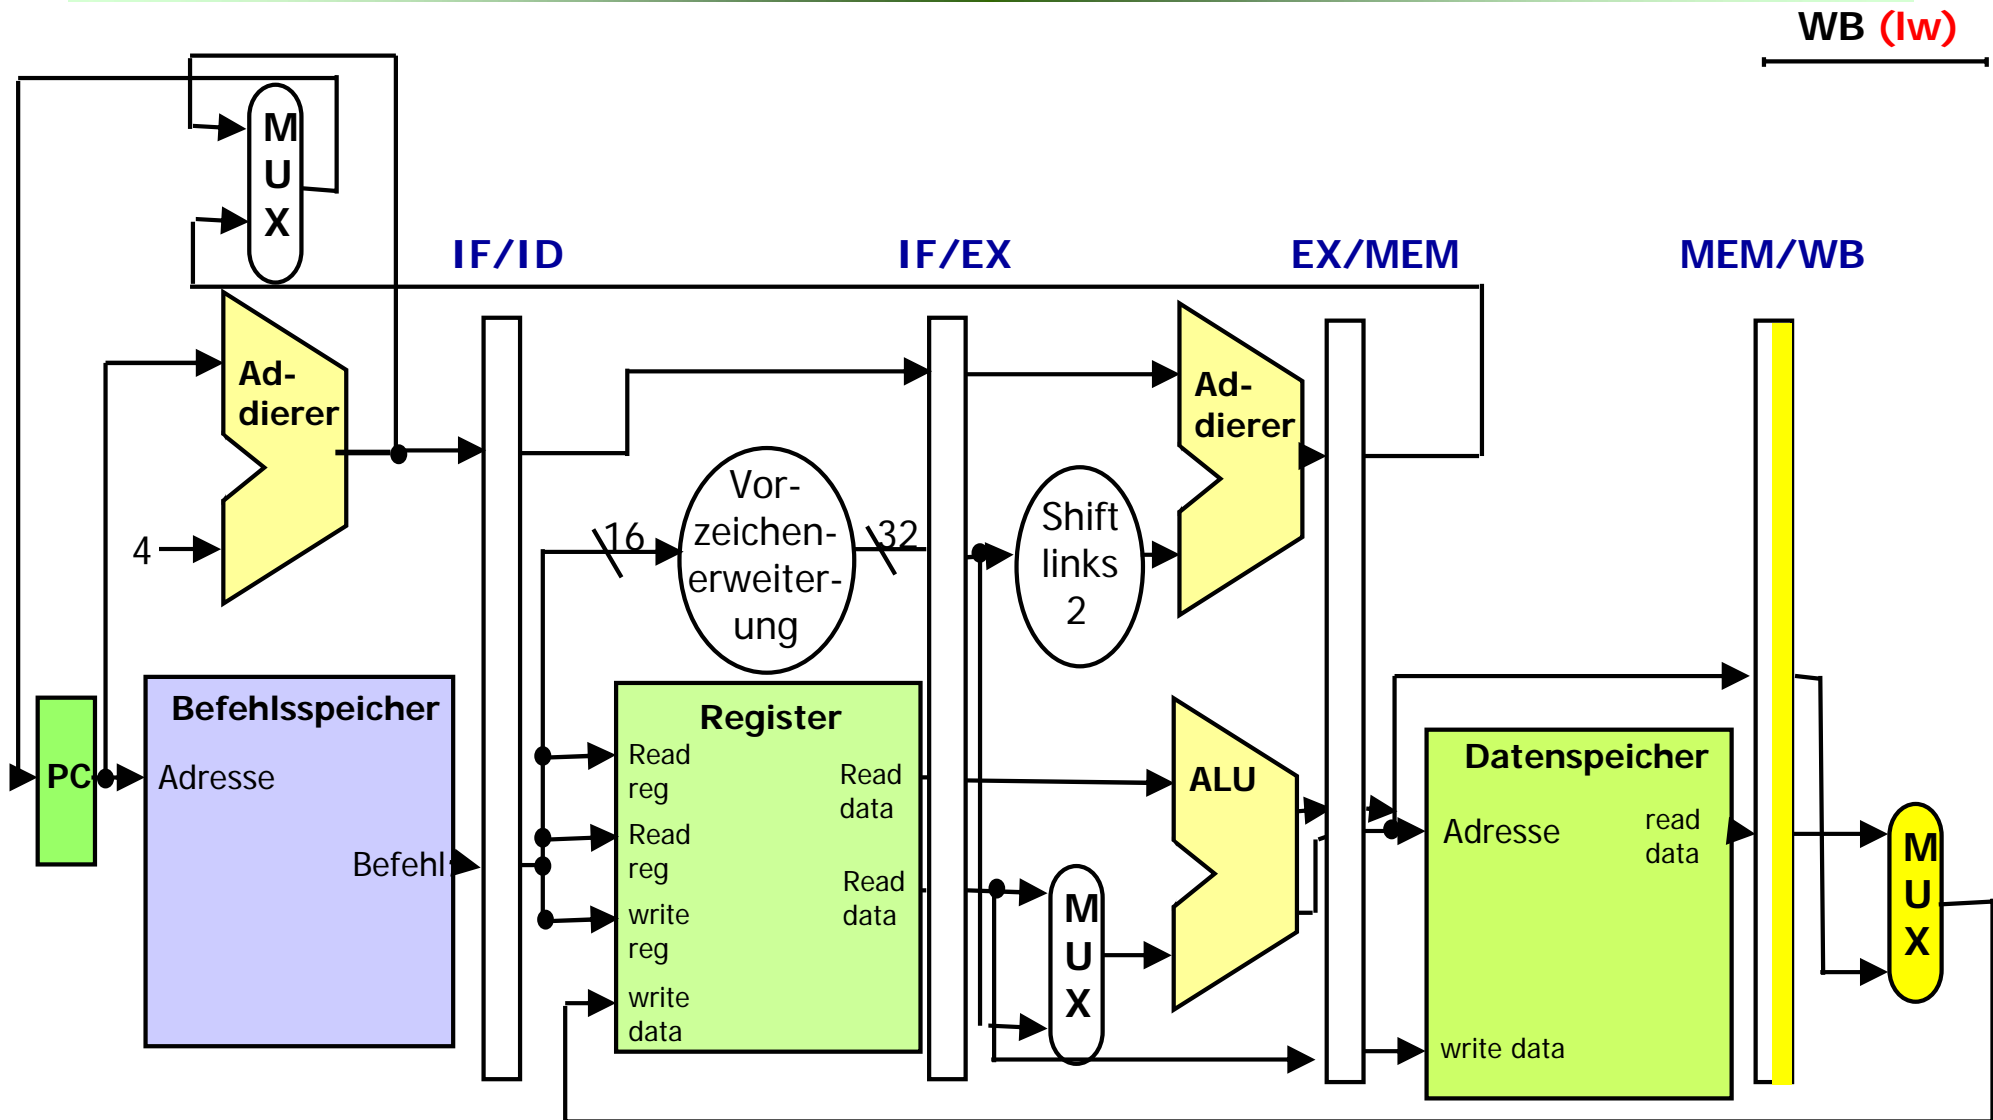 WB (lw)
M
U
X
IF/ID
IF/EX
EX/MEM
MEM/WB
Ad-
dierer
4
16
Vor-
zeichen-
erweiter-
ung
32
Shift
links
2
Ad-
dierer
PC
Befehlsspeicher
Adresse
Befehl
Register
Read
reg
Read
reg
write
reg
write
data
Read
data
Read
data
M
U
X
ALU
Datenspeicher
Adresse
read
data
write data
M
U
X